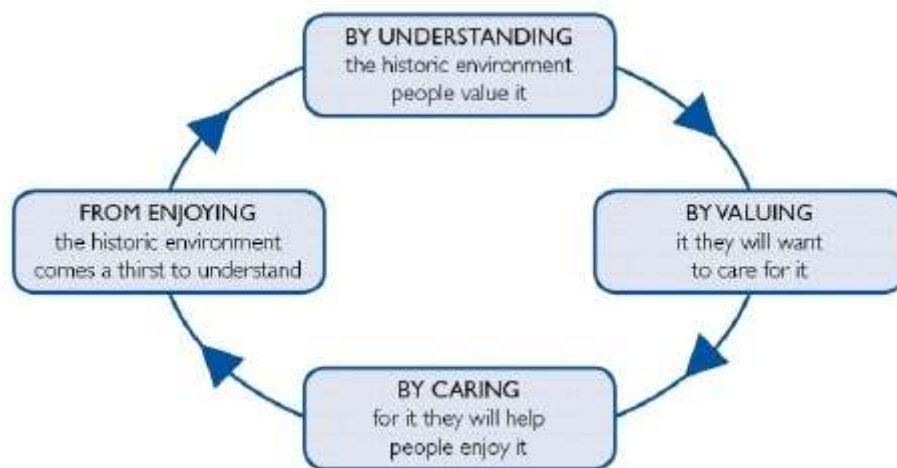 BY UNDERSTANDING
the historic environment
people value it
BY VALUING
it they will want
to care for it
BY CARING
for it they will help
people enjoy it
FROM ENJOYING
the historic environment
comes a thirst to understand